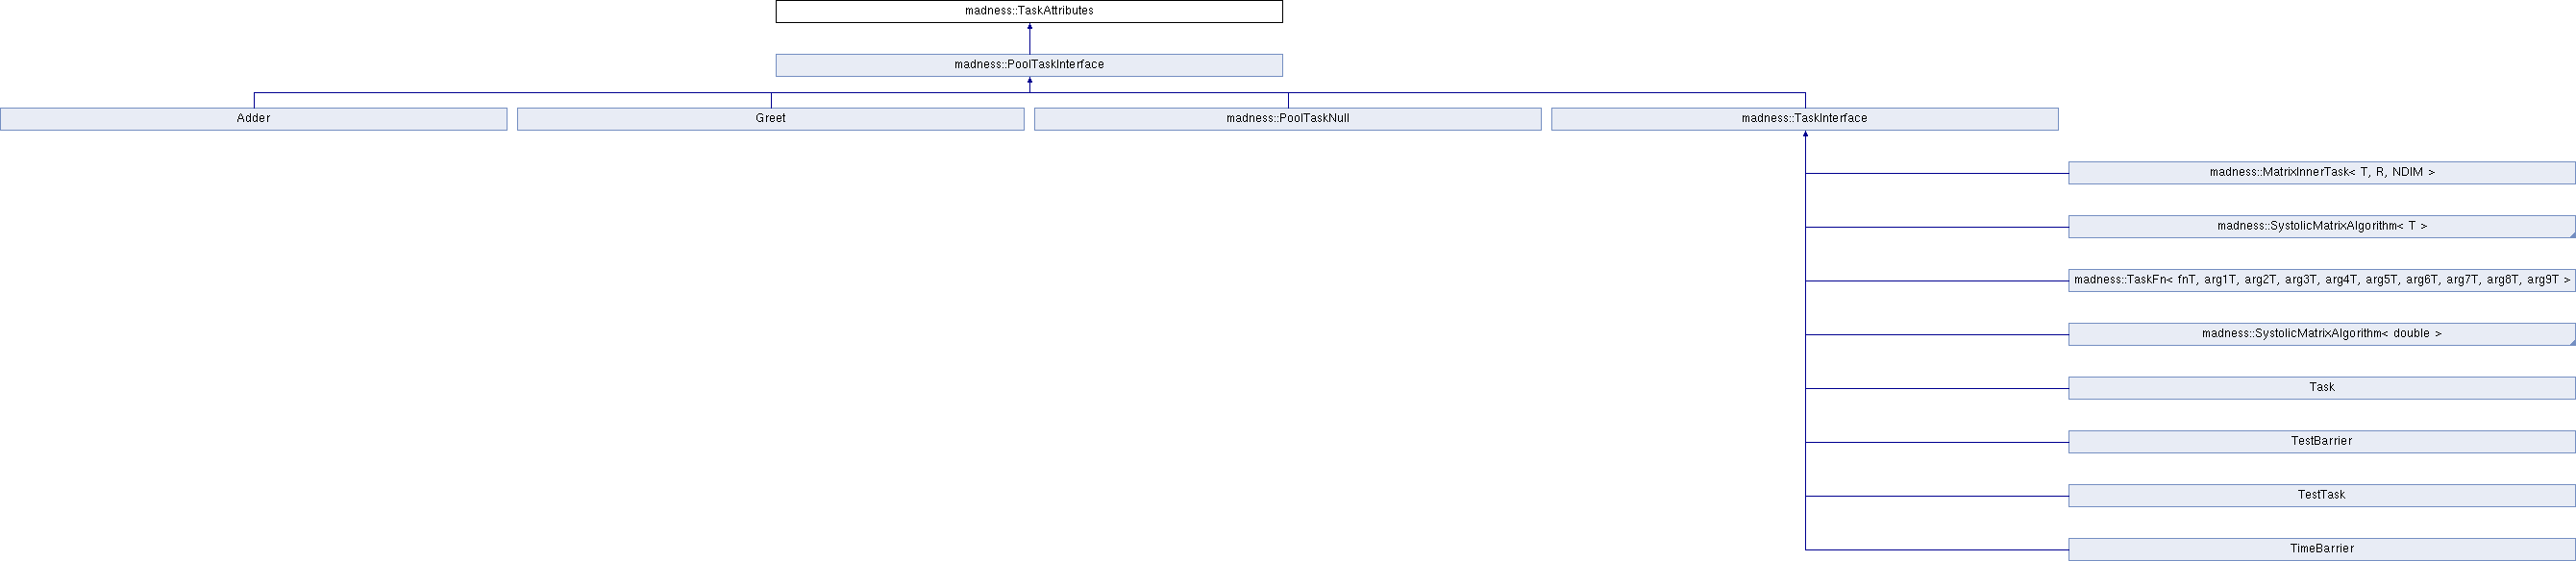 madness::TaskAttributes
madness::PoolTaskInterface
Adder
Greet
madness::PoolTaskNull
madness::TaskInterface
madness::MatrixInnerTask< T, R, NDIM >
madness::SystolicMatrixAlgorithm< T >
madness::TaskFn< fnT, arg1T, arg2T, arg3T, arg4T, arg5T, arg6T, arg7T, arg8T, arg9T >
madness::SystolicMatrixAlgorithm< double >
Task
TestBarrier
TestTask
TimeBarrier